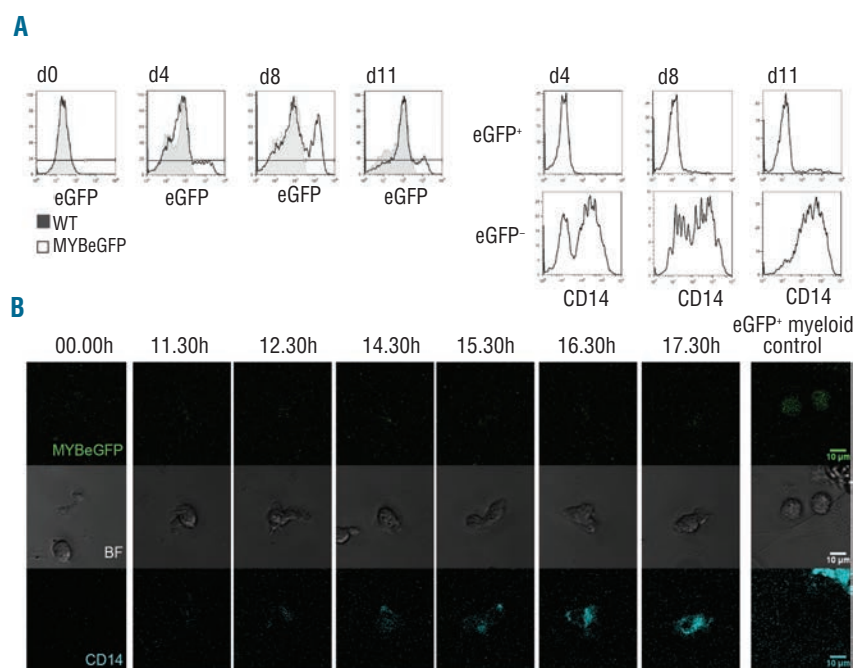 A
d0 d4 d8 d11
eGFP eGFP eGFP eGFP
WT
MYBeGFP
d4 d8 d11
eGFP⁺
eGFP⁻
CD14 CD14 CD14
B
00.00h 11.30h 12.30h 14.30h 15.30h 16.30h 17.30h eGFP⁺ myeloid control
MYBeGFP
10 µm
BF
10 µm
CD14
10 µm